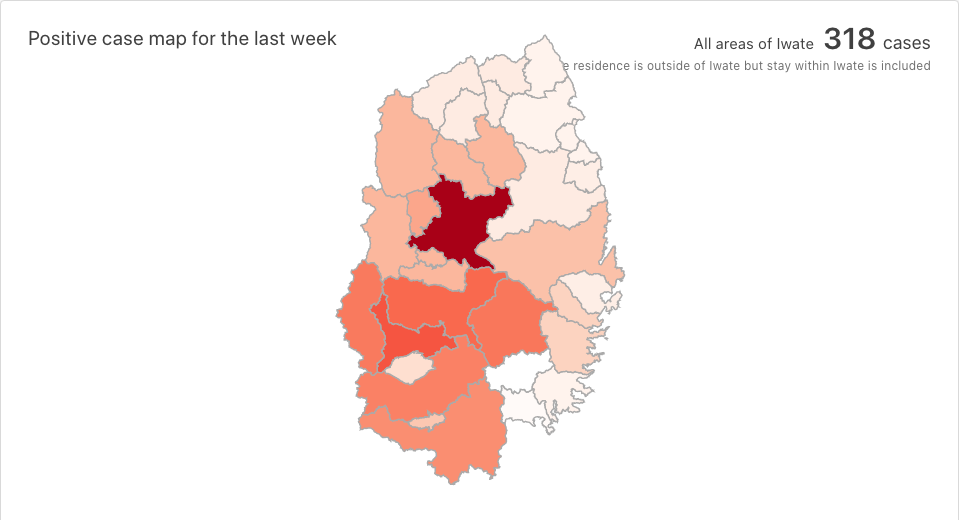 Positive case map for the last week
All areas of Iwate 318 cases
residence is outside of Iwate but stay within Iwate is included